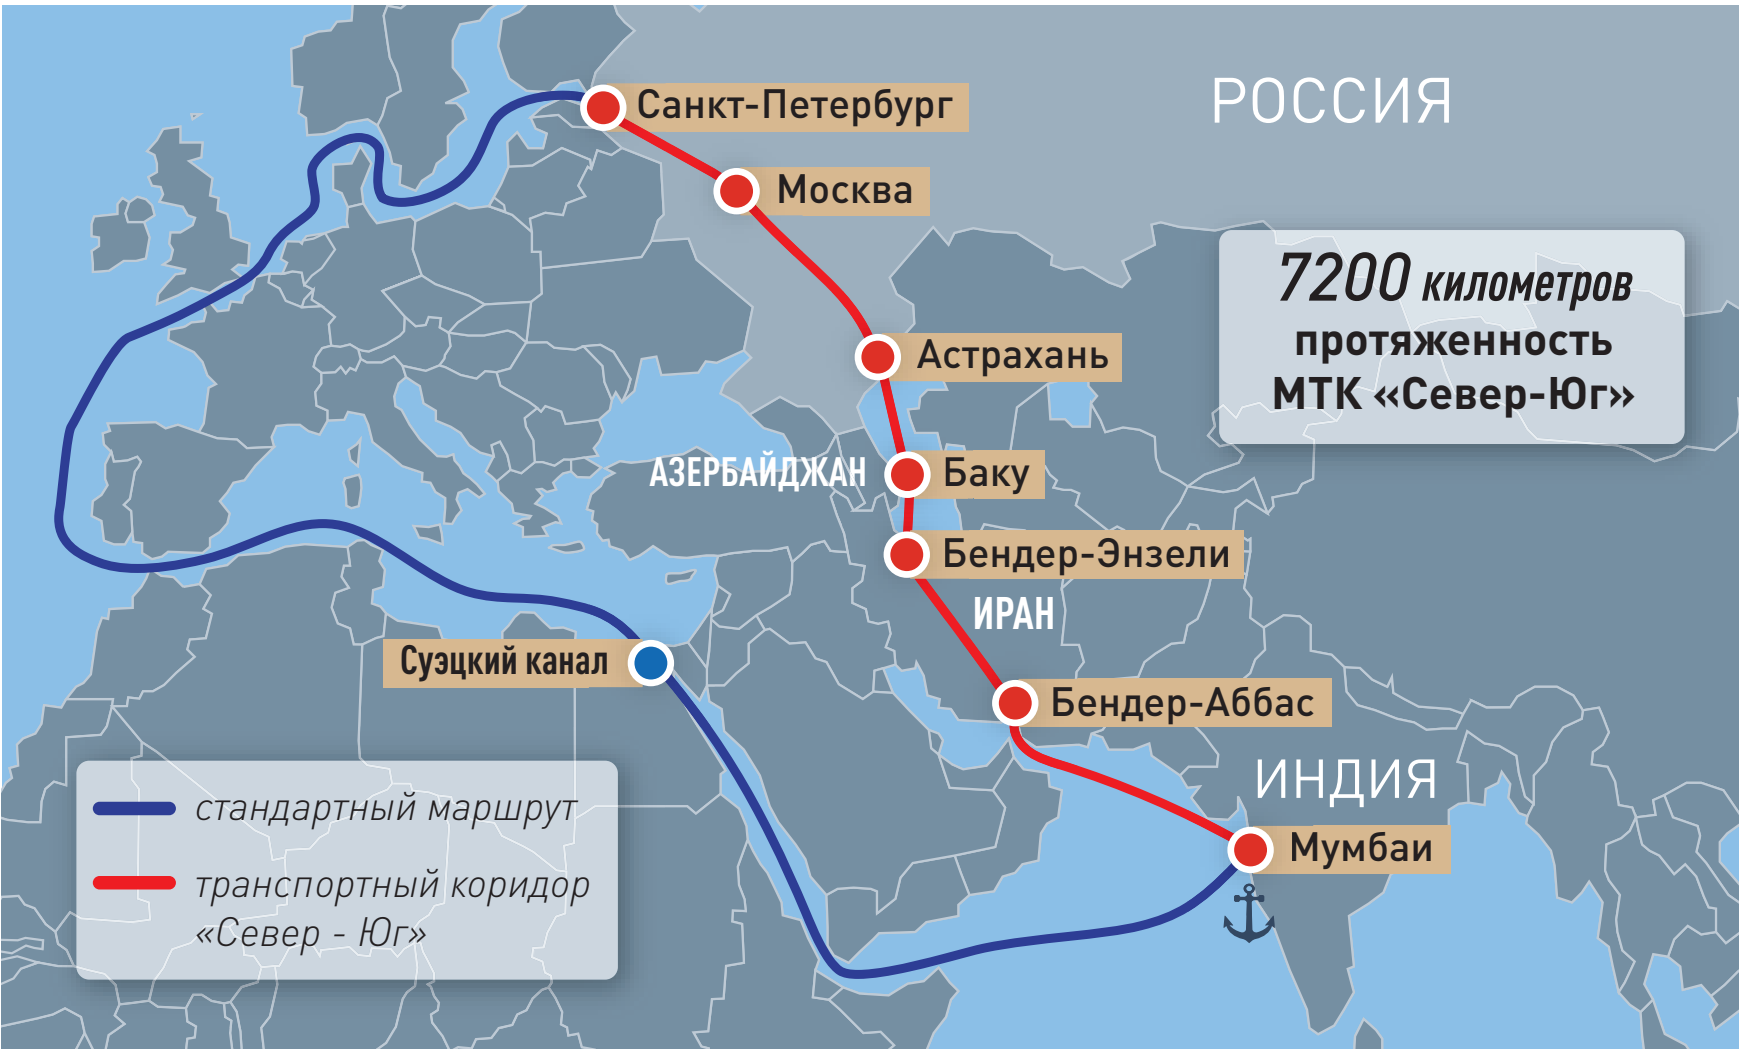 РОССИЯ
Санкт-Петербург
Москва
7200 километров
протяженность
МТК «Север-Юг»
Астрахань
АЗЕРБАЙДЖАН
Баку
Бендер-Энзели
ИРАН
Суэцкий канал
Бендер-Аббас
ИНДИЯ
Мумбаи
стандартный маршрут
транспортный коридор
«Север - Юг»